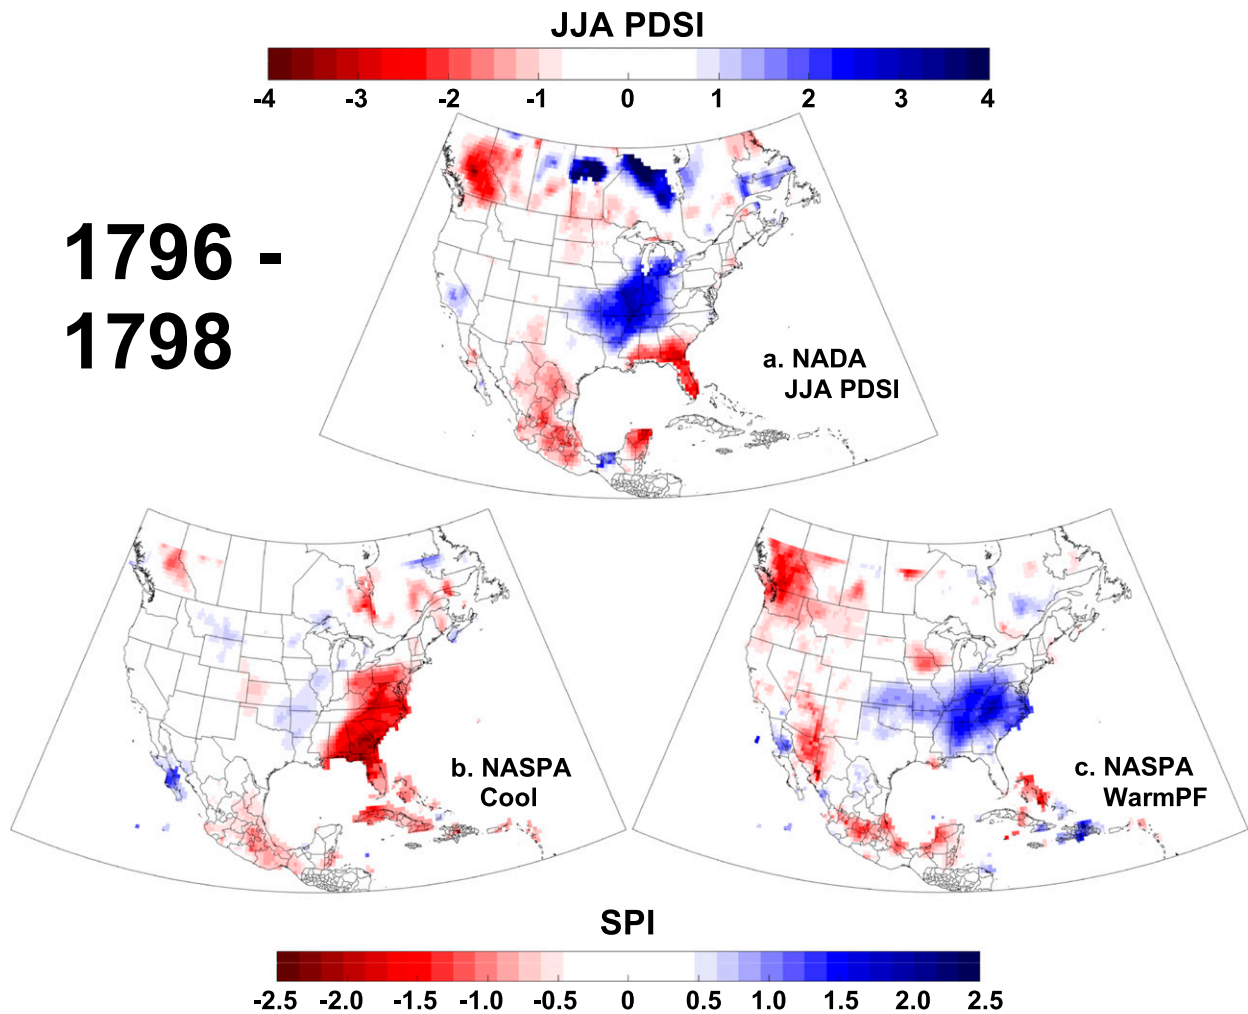 JJA PDSI
-4 -3 -2 -1 0 1 2 3 4
1796 -
1798
a. NADA
JJA PDSI
b. NASPA
Cool
c. NASPA
WarmPF
SPI
-2.5 -2.0 -1.5 -1.0 -0.5 0 0.5 1.0 1.5 2.0 2.5